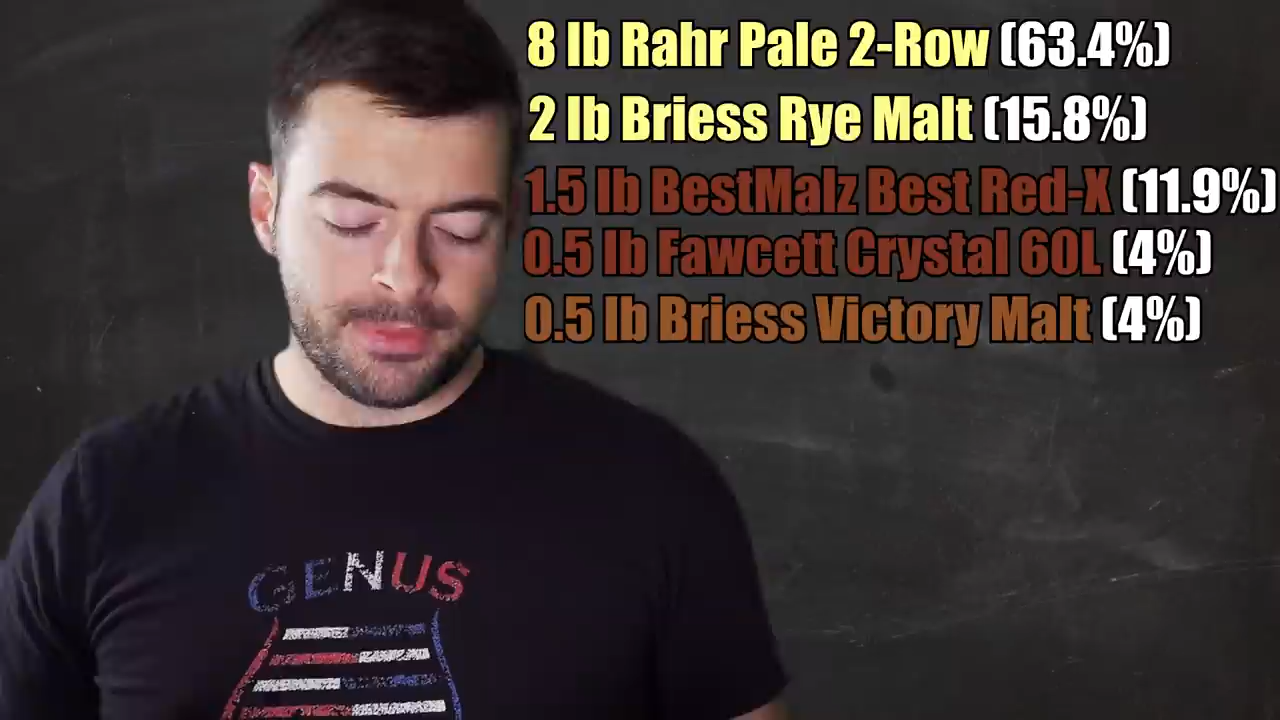 8 lb Rahr Pale 2-Row (63.4%)
2 lb Briess Rye Malt (15.8%)
1.5 lb BestMalz Best Red-X (11.9%)
0.5 lb Fawcett Crystal 60L (4%)
0.5 lb Briess Victory Malt (4%)
GENUS